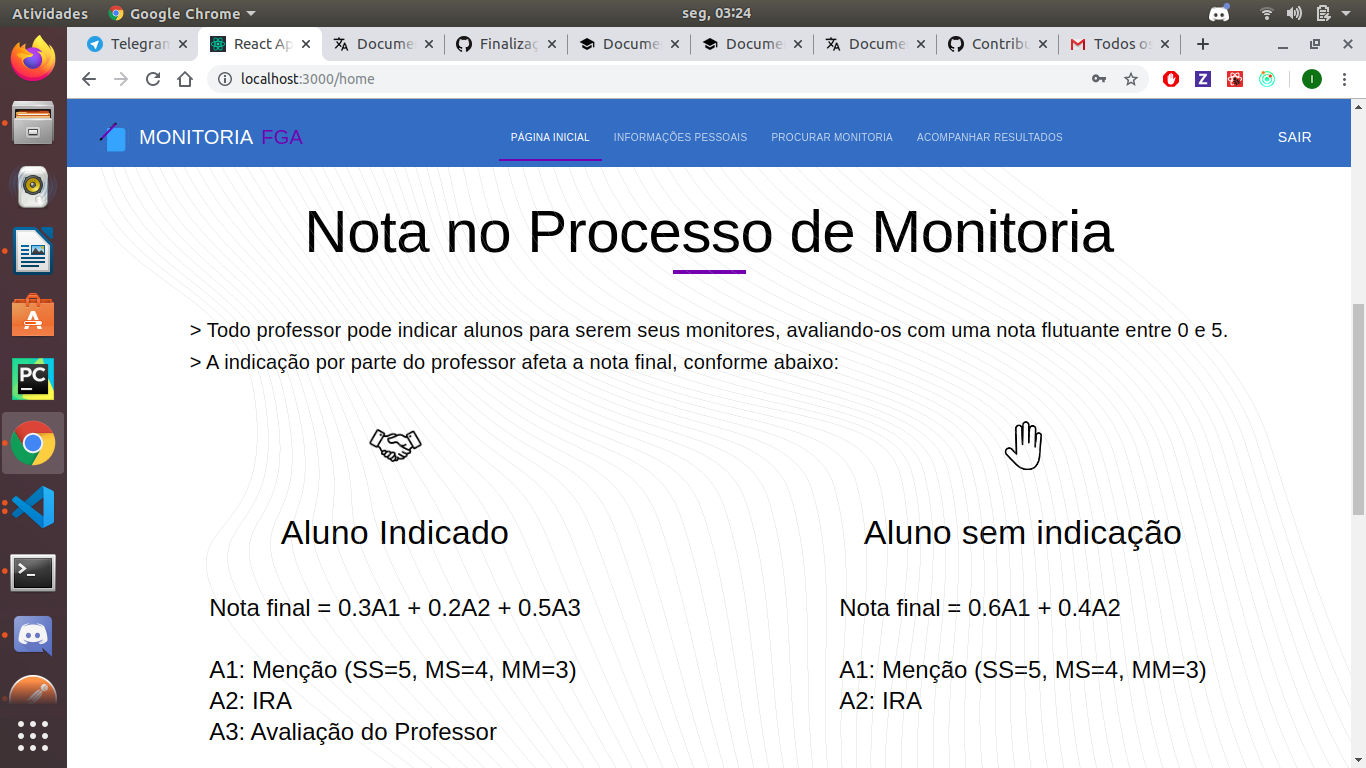 Atividades Google Chrome seg, 03:24
Telegram React Ap Docume Finalizaç Docume Docume Docume Contribu Todos os
localhost:3000/home
Z I
MONITORIA FGA PÁGINA INICIAL INFORMAÇÕES PESSOAIS PROCURAR MONITORIA ACOMPANHAR RESULTADOS SAIR
Nota no Processo de Monitoria
> Todo professor pode indicar alunos para serem seus monitores, avaliando-os com uma nota flutuante entre 0 e 5.
> A indicação por parte do professor afeta a nota final, conforme abaixo:
Aluno Indicado Aluno sem indicação
Nota final = 0.3A1 + 0.2A2 + 0.5A3 Nota final = 0.6A1 + 0.4A2
A1: Menção (SS=5, MS=4, MM=3) A1: Menção (SS=5, MS=4, MM=3)
A2: IRA A2: IRA
A3: Avaliação do Professor
PC